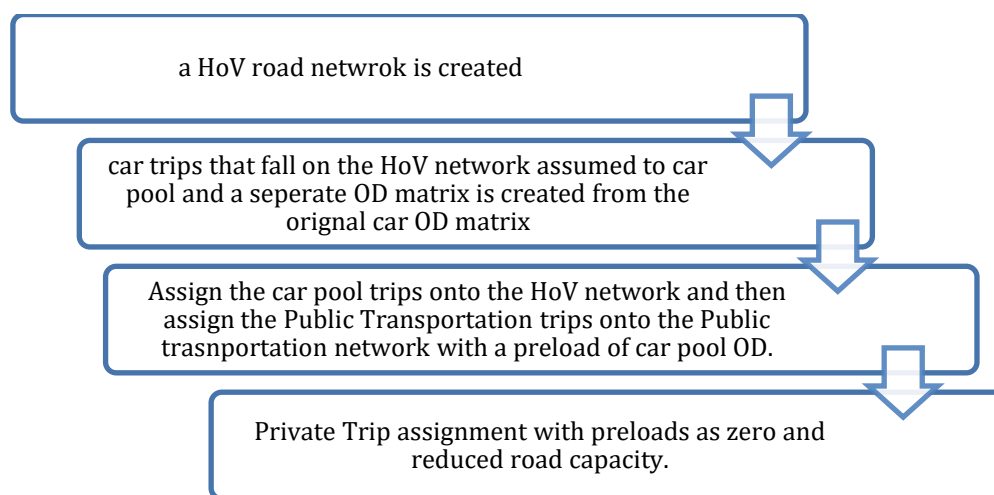 a HoV road netwrok is created
car trips that fall on the HoV network assumed to car
pool and a seperate OD matrix is created from the
orignal car OD matrix
Assign the car pool trips onto the HoV network and then
assign the Public Transportation trips onto the Public
trasnportation network with a preload of car pool OD.
Private Trip assignment with preloads as zero and
reduced road capacity.